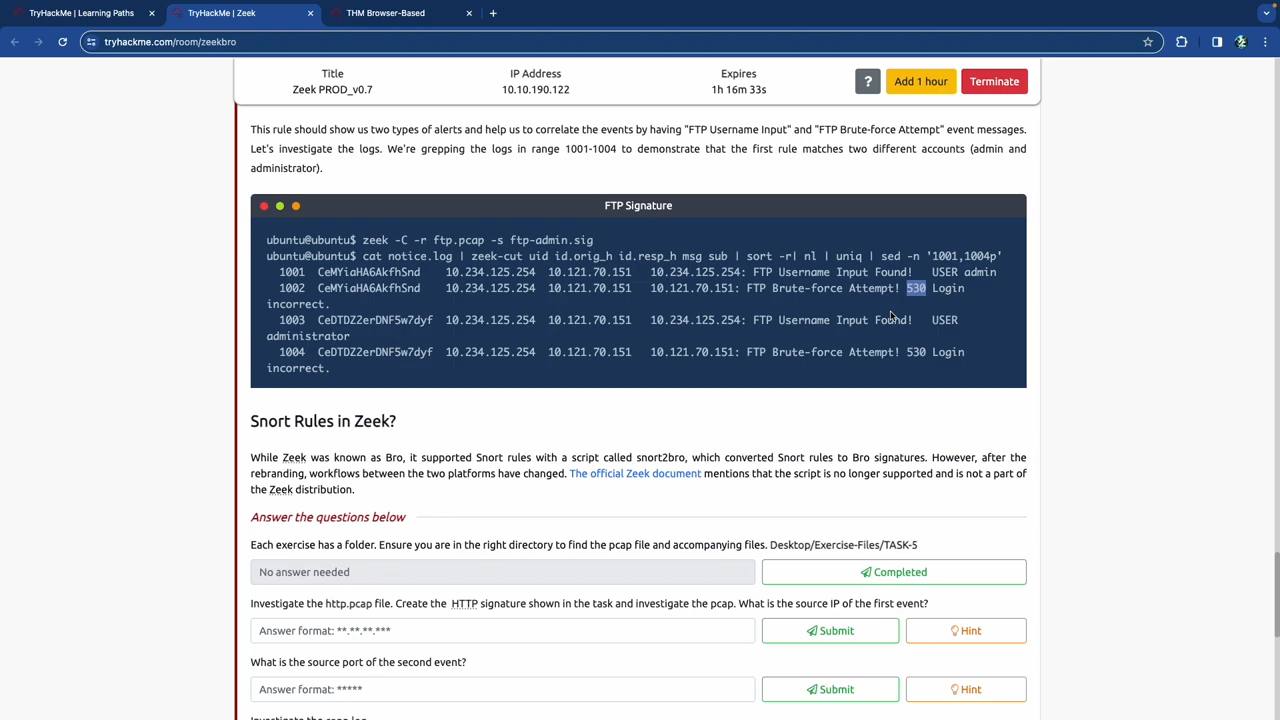 TryHackMe | Learning Paths
TryHackMe | Zeek
THM Browser-Based
tryhackme.com/room/zeekbro
Title
Zeek PROD_v0.7
IP Address
10.10.190.122
Expires
1h 16m 33s
?
Add 1 hour
Terminate
This rule should show us two types of alerts and help us to correlate the events by having "FTP Username Input" and "FTP Brute-force Attempt" event messages.
Let's investigate the logs. We're grepping the logs in range 1001-1004 to demonstrate that the first rule matches two different accounts (admin and
administrator).
FTP Signature
ubuntu@ubuntu$ zeek -C -r ftp.pcap -s ftp-admin.sig
ubuntu@ubuntu$ cat notice.log | zeek-cut uid id.orig_h id.resp_h msg sub | sort -r| nl | uniq | sed -n '1001,1004p'
1001 CeMYiaHA6AkfhSnd 10.234.125.254 10.121.70.151 10.234.125.254: FTP Username Input Found! USER admin
1002 CeMYiaHA6AkfhSnd 10.234.125.254 10.121.70.151 10.121.70.151: FTP Brute-force Attempt! 530 Login
incorrect.
1003 CeDTDZ2erDNF5w7dyf 10.234.125.254 10.121.70.151 10.234.125.254: FTP Username Input Found! USER
administrator
1004 CeDTDZ2erDNF5w7dyf 10.234.125.254 10.121.70.151 10.121.70.151: FTP Brute-force Attempt! 530 Login
incorrect.
Snort Rules in Zeek?
While Zeek was known as Bro, it supported Snort rules with a script called snort2bro, which converted Snort rules to Bro signatures. However, after the
rebranding, workflows between the two platforms have changed. The official Zeek document mentions that the script is no longer supported and is not a part of
the Zeek distribution.
Answer the questions below
Each exercise has a folder. Ensure you are in the right directory to find the pcap file and accompanying files. Desktop/Exercise-Files/TASK-5
No answer needed
Completed
Investigate the http.pcap file. Create the HTTP signature shown in the task and investigate the pcap. What is the source IP of the first event?
Answer format: **.**.**.***
Submit
Hint
What is the source port of the second event?
Answer format: *****
Submit
Hint